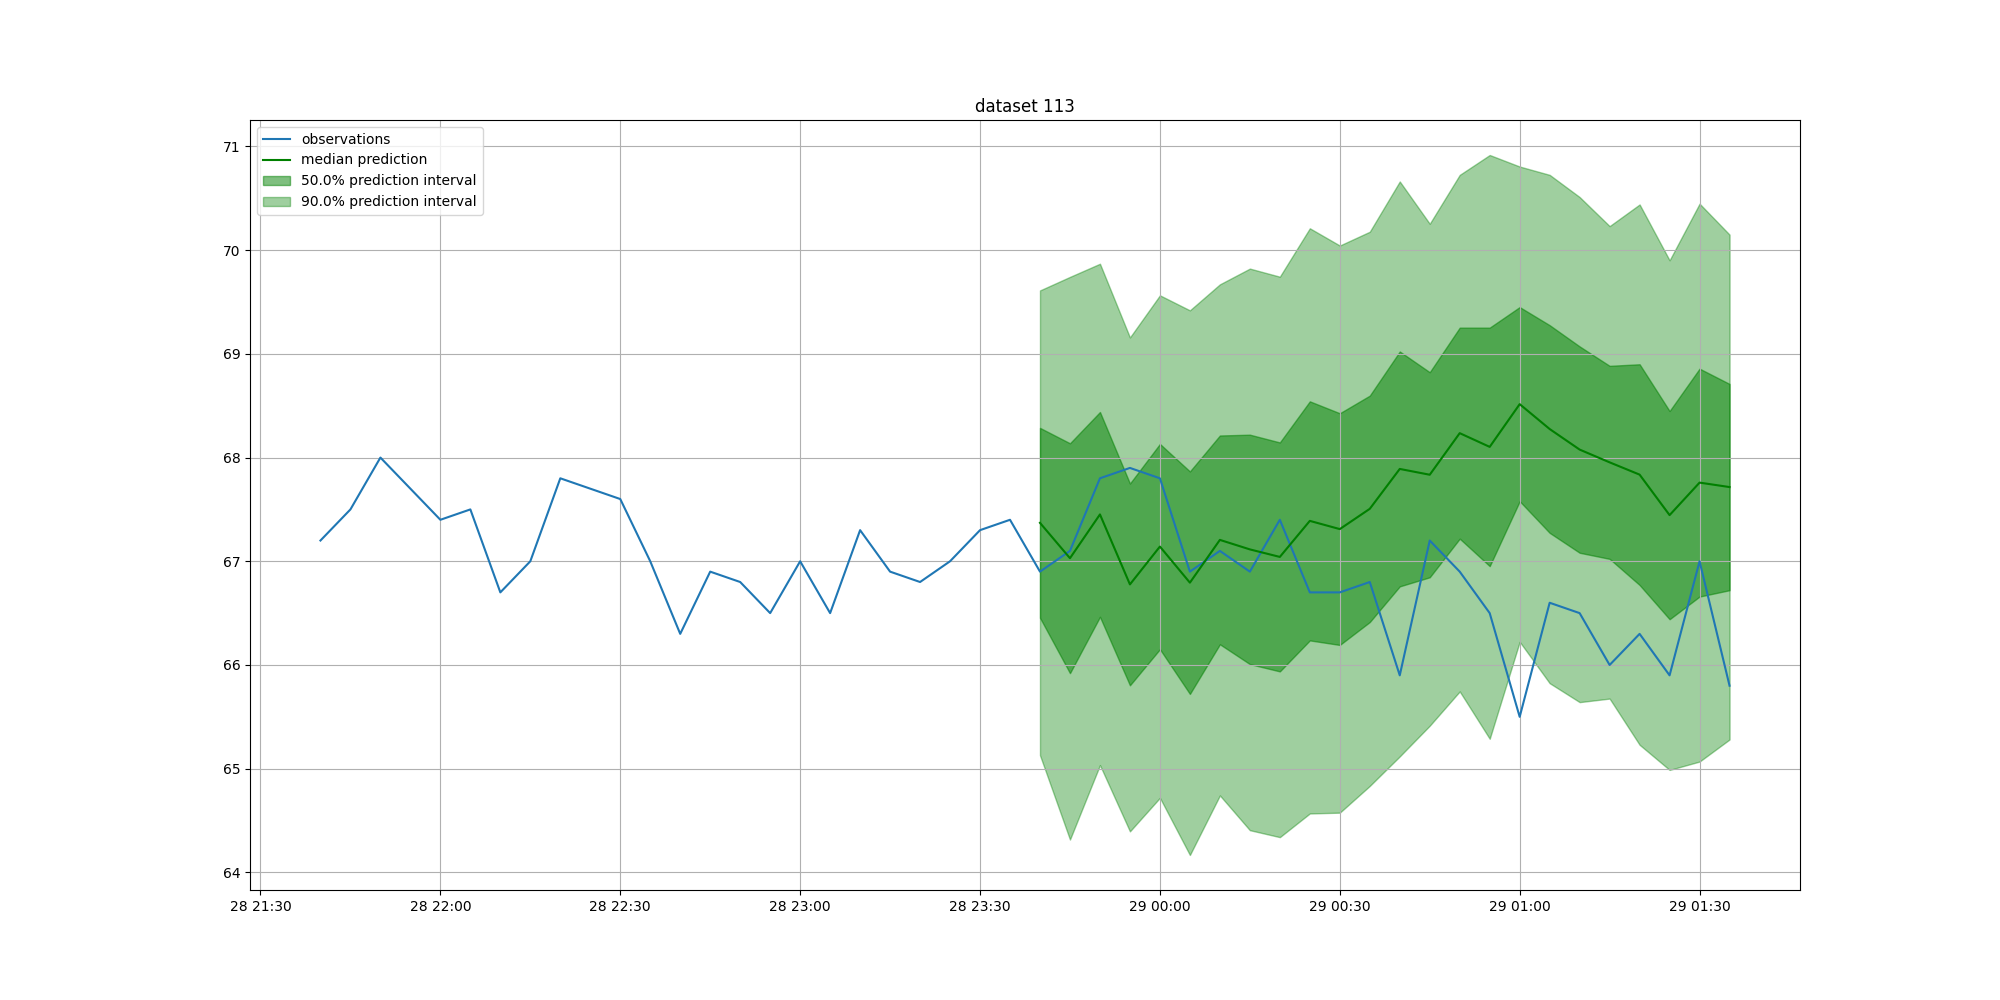 dataset 113
observations
median prediction
50.0% prediction interval
90.0% prediction interval
71
70
69
68
67
66
65
64
28 21:30 28 22:00 28 22:30 28 23:00 28 23:30 29 00:00 29 00:30 29 01:00 29 01:30